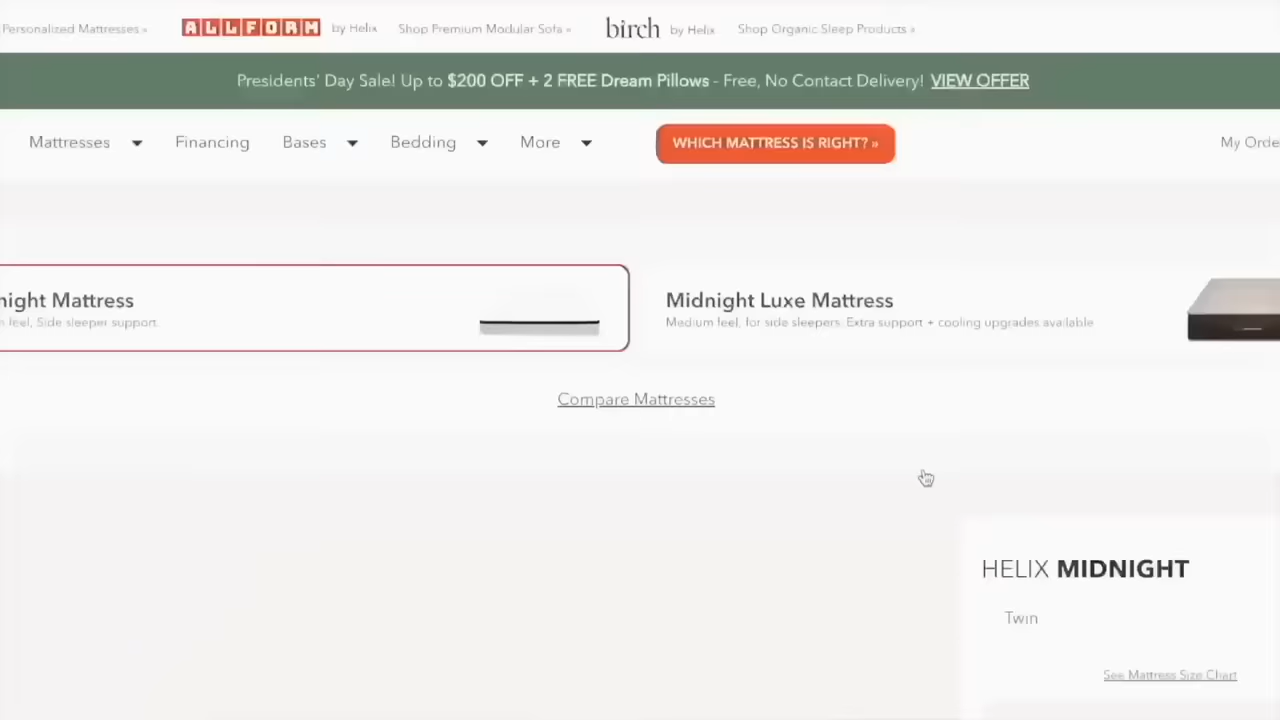 Personalized Mattresses »
ALLFORM by Helix
Shop Premium Modular Sofa »
birch by Helix
Shop Organic Sleep Products »
Presidents' Day Sale! Up to $200 OFF + 2 FREE Dream Pillows - Free, No Contact Delivery! VIEW OFFER
Mattresses
Financing
Bases
Bedding
More
WHICH MATTRESS IS RIGHT? »
My Orde
night Mattress
feel, Side sleeper support.
Midnight Luxe Mattress
Medium feel, for side sleepers. Extra support + cooling upgrades available
Compare Mattresses
HELIX MIDNIGHT
Twin
See Mattress Size Chart